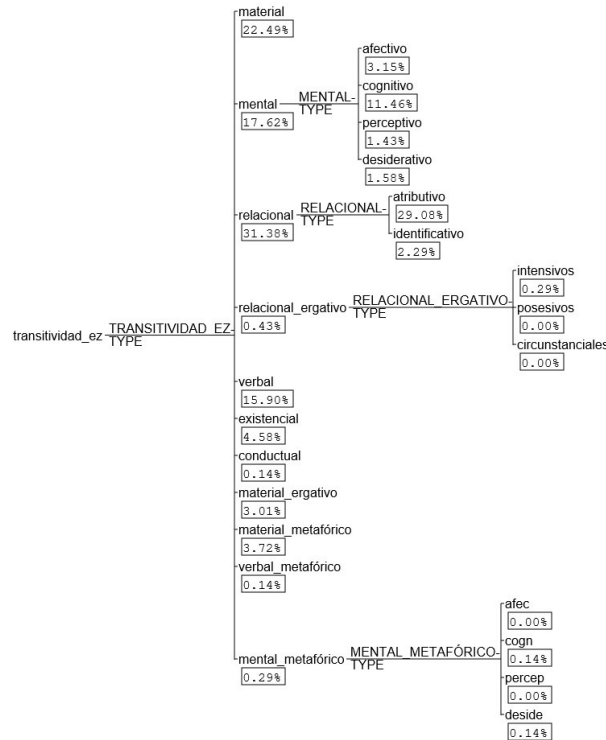 material
22.49%
afectivo
3.15%
cognitivo
mental MENTAL-TYPE
11.46%
17.62%
perceptivo
1.43%
desiderativo
1.58%
atributivo
relacional RELACIONAL-TYPE
29.08%
31.38%
identificativo
2.29%
intensivos
0.29%
relacional_ergativo RELACIONAL_ERGATIVO-TYPE
posesivos
0.43%
0.00%
transitividad_ez TRANSITIVIDAD_EZ-TYPE
circunstanciales
0.00%
verbal
15.90%
existencial
4.58%
conductual
0.14%
material_ergativo
3.01%
material_metafórico
3.72%
verbal_metafórico
0.14%
afec
0.00%
cogn
mental_metafórico MENTAL_METAFÓRICO-TYPE
0.14%
0.29%
percep
0.00%
deside
0.14%